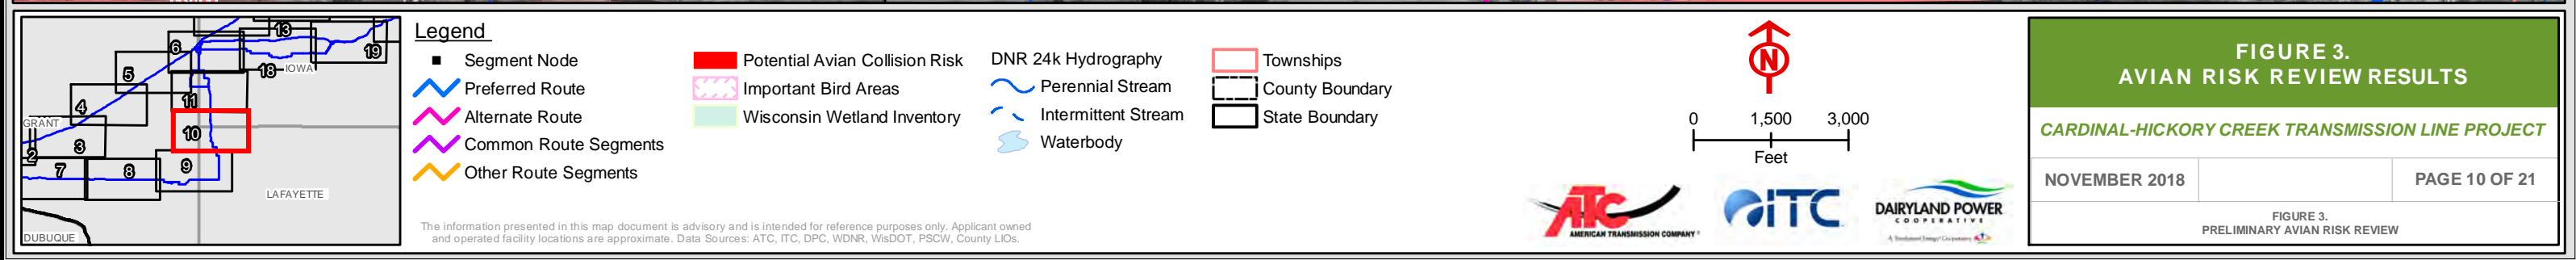 13
6
19
5
18
IOWA
4
11
GRANT
10
3
2
7
8
9
LAFAYETTE
DUBUQUE
Legend
Segment Node
Preferred Route
Alternate Route
Common Route Segments
Other Route Segments
Potential Avian Collision Risk
Important Bird Areas
Wisconsin Wetland Inventory
DNR 24k Hydrography
Perennial Stream
Intermittent Stream
Waterbody
Townships
County Boundary
State Boundary
The information presented in this map document is advisory and is intended for reference purposes only. Applicant owned
and operated facility locations are approximate. Data Sources: ATC, ITC, DPC, WDNR, WisDOT, PSCW, County LIOs.
N
0 1,500 3,000
Feet
ATC
AMERICAN TRANSMISSION COMPANY®
ITC
DAIRYLAND POWER
COOPERATIVE
A Touchstone Energy® Cooperative
FIGURE 3.
AVIAN RISK REVIEW RESULTS
CARDINAL-HICKORY CREEK TRANSMISSION LINE PROJECT
NOVEMBER 2018
PAGE 10 OF 21
FIGURE 3.
PRELIMINARY AVIAN RISK REVIEW